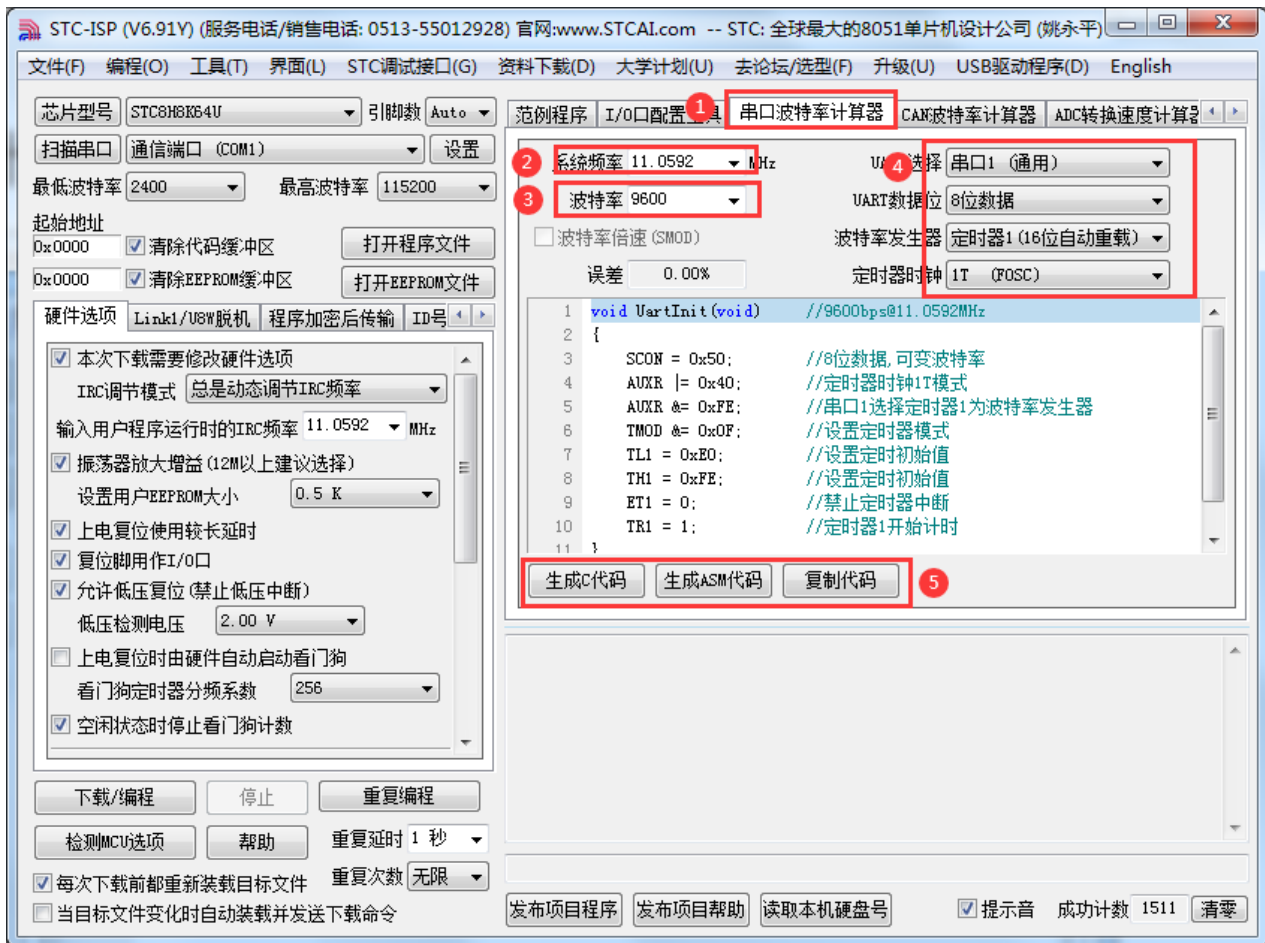 STC-ISP (V6.91Y) (服务电话/销售电话: 0513-55012928) 官网:www.STCAI.com -- STC: 全球最大的8051单片机设计公司 (姚永平)
文件(F) 编程(O) 工具(T) 界面(L) STC调试接口(G) 资料下载(D) 大学计划(U) 去论坛/选型(F) 升级(U) USB驱动程序(D) English
芯片型号 STC8H8K64U 引脚数 Auto
扫描串口 通信端口 (COM1) 设置
最低波特率 2400 最高波特率 115200
起始地址
0x0000 清除代码缓冲区 打开程序文件
0x0000 清除EEPROM缓冲区 打开EEPROM文件
硬件选项 Link1/U8W脱机 程序加密后传输 ID号
本次下载需要修改硬件选项
IRC调节模式 总是动态调节IRC频率
输入用户程序运行时的IRC频率 11.0592 MHz
振荡器放大增益(12M以上建议选择)
设置用户EEPROM大小 0.5 K
上电复位使用较长延时
复位脚用作I/O口
允许低压复位(禁止低压中断)
低压检测电压 2.00 V
上电复位时由硬件自动启动看门狗
看门狗定时器分频系数 256
空闲状态时停止看门狗计数
下载/编程 停止 重复编程
检测MCU选项 帮助 重复延时 1 秒
每次下载前都重新装载目标文件 重复次数 无限
当目标文件变化时自动装载并发送下载命令
范例程序 I/O口配置工具 1 串口波特率计算器 CAN波特率计算器 ADC转换速度计算器
2 系统频率 11.0592 MHz 4 选择 串口1 (通用)
3 波特率 9600 UART数据位 8位数据
波特率倍速(SMOD) 波特率发生器 定时器1(16位自动重载)
误差 0.00% 定时器时钟 1T (FOSC)
1 void UartInit(void) //9600bps@11.0592MHz
2 {
3 SCON = 0x50; //8位数据,可变波特率
4 AUXR |= 0x40; //定时器时钟1T模式
5 AUXR &= 0xFE; //串口1选择定时器1为波特率发生器
6 TMOD &= 0x0F; //设置定时器模式
7 TL1 = 0xE0; //设置定时初始值
8 TH1 = 0xFE; //设置定时初始值
9 ET1 = 0; //禁止定时器中断
10 TR1 = 1; //定时器1开始计时
11 }
生成C代码 生成ASM代码 复制代码 5
发布项目程序 发布项目帮助 读取本机硬盘号 提示音 成功计数 1511 清零